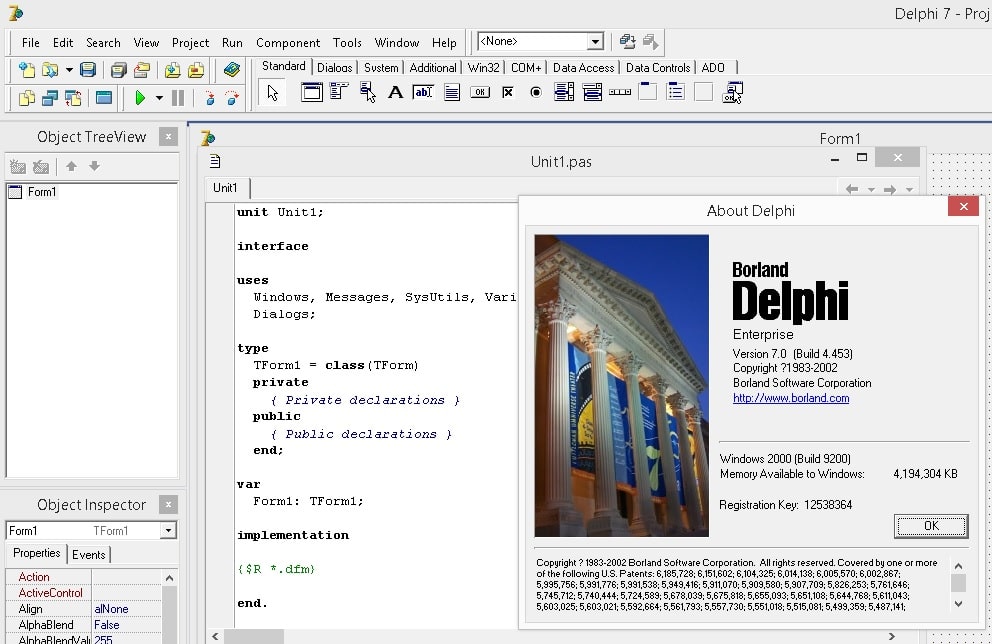 Delphi 7 - Proj
File Edit Search View Project Run Component Tools Window Help <None>
Standard Dialogs System Additional Win32 COM+ Data Access Data Controls ADO
Object TreeView
Form1
Form1
Unit1.pas
Unit1
unit Unit1;
interface
uses
Windows, Messages, SysUtils, Vari
Dialogs;
type
TForm1 = class(TForm)
private
{ Private declarations }
public
{ Public declarations }
end;
var
Form1: TForm1;
implementation
{$R *.dfm}
end.
Object Inspector
Form1 TForm1
Properties Events
Action
ActiveControl
Align alNone
AlphaBlend False
AlphaBlendValu 255
About Delphi
Borland
Delphi
Enterprise
Version 7.0 (Build 4.453)
Copyright ?1983-2002
Borland Software Corporation
http://www.borland.com
Windows 2000 (Build 9200)
Memory Available to Windows: 4,194,304 KB
Registration Key: 12538364
OK
Copyright ? 1983-2002 Borland Software Corporation. All rights reserved. Covered by one or more
of the following U.S. Patents: 6,185,728; 6,151,602; 6,104,325; 6,014,138; 6,005,570; 6,002,867;
5,995,756; 5,991,776; 5,991,538; 5,949,416; 5,911,070; 5,909,580; 5,907,709; 5,826,253; 5,761,646;
5,745,712; 5,740,444; 5,724,589; 5,678,039; 5,675,818; 5,655,093; 5,651,108; 5,644,768; 5,611,043;
5,603,025; 5,603,021; 5,592,664; 5,561,793; 5,557,730; 5,551,018; 5,515,081; 5,499,359; 5,487,141;